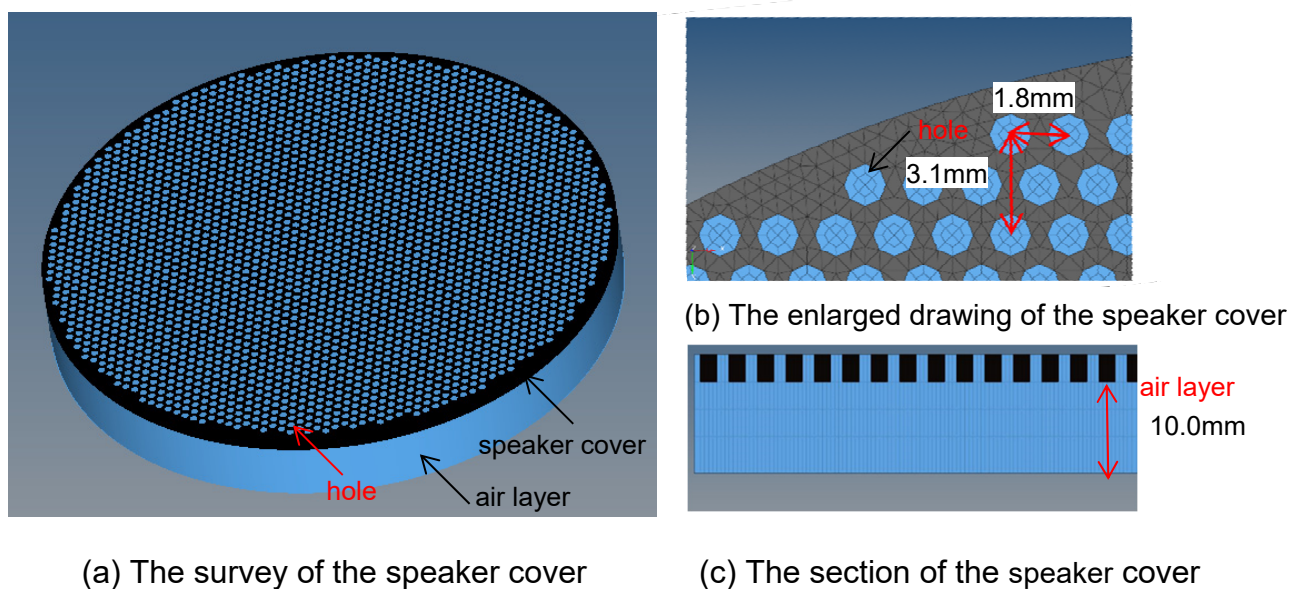 speaker cover
hole
air layer
(a) The survey of the speaker cover
1.8mm
hole
3.1mm
(b) The enlarged drawing of the speaker cover
air layer
10.0mm
(c) The section of the speaker cover